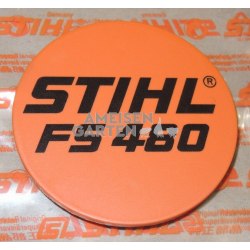 STIHL®
AMEISEN
GARTEN
FS 480